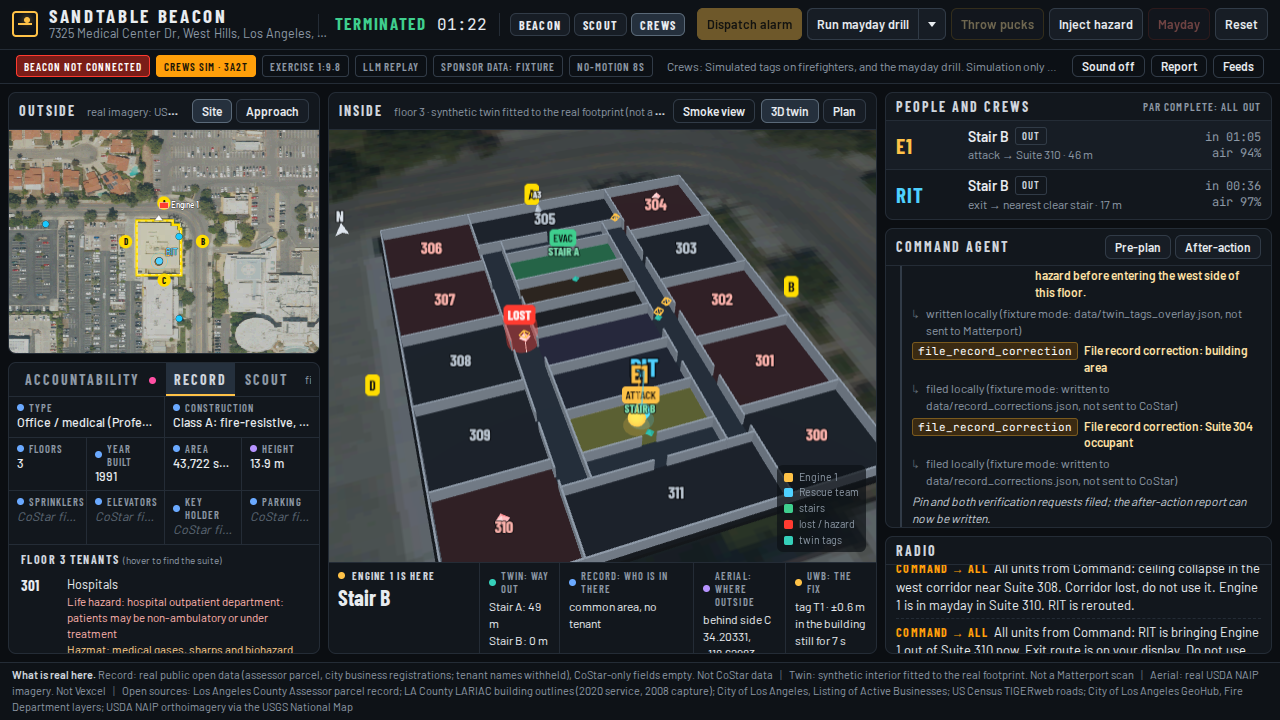 SANDTABLE BEACON
7325 Medical Center Dr, West Hills, Los Angeles, ...
TERMINATED 01:22
BEACON SCOUT CREWS
Dispatch alarm
Run mayday drill
Throw pucks
Inject hazard
Mayday
Reset
BEACON NOT CONNECTED
CREWS SIM · 3A2T
EXERCISE 1:9.8
LLM REPLAY
SPONSOR DATA: FIXTURE
NO-MOTION 8S
Crews: Simulated tags on firefighters, and the mayday drill. Simulation only ...
Sound off
Report
Feeds
OUTSIDE
real imagery: US...
Site
Approach
Engine 1
D
B
C
ACCOUNTABILITY
RECORD
SCOUT
fi
TYPE
Office / medical (Profe...
CONSTRUCTION
Class A: fire-resistive, ...
FLOORS
3
YEAR BUILT
1991
AREA
43,722 s...
HEIGHT
13.9 m
SPRINKLERS
CoStar fi...
ELEVATORS
CoStar fi...
KEY HOLDER
CoStar fi...
PARKING
CoStar fi...
FLOOR 3 TENANTS (hover to find the suite)
301
Hospitals
Life hazard: hospital outpatient department:
patients may be non-ambulatory or under
treatment
Hazmat: medical gases, sharps and biohazard
INSIDE
floor 3 · synthetic twin fitted to the real footprint (not a ...
Smoke view
3D twin
Plan
N
304
305
306
EVAC
STAIR A
303
307
302
B
LOST
308
301
RIT
E1
D
ATTACK
STAIR B
309
300
311
310
Engine 1
Rescue team
stairs
lost / hazard
twin tags
ENGINE 1 IS HERE
Stair B
TWIN: WAY OUT
Stair A: 49 m
Stair B: 0 m
RECORD: WHO IS IN THERE
common area, no tenant
AERIAL: WHERE OUTSIDE
behind side C
34.20331,
UWB: THE FIX
tag T1 · ±0.6 m
in the building
still for 7 s
PEOPLE AND CREWS
PAR COMPLETE: ALL OUT
E1
Stair B OUT
attack → Suite 310 · 46 m
in 01:05
air 94%
RIT
Stair B OUT
exit → nearest clear stair · 17 m
in 00:36
air 97%
COMMAND AGENT
Pre-plan
After-action
hazard before entering the west side of
this floor.
↳ written locally (fixture mode: data/twin_tags_overlay.json, not
sent to Matterport)
file_record_correction File record correction: building
area
↳ filed locally (fixture mode: written to
data/record_corrections.json, not sent to CoStar)
file_record_correction File record correction: Suite 304
occupant
↳ filed locally (fixture mode: written to
data/record_corrections.json, not sent to CoStar)
Pin and both verification requests filed; the after-action report can
now be written.
RADIO
COMMAND → ALL All units from Command: ceiling collapse in the
west corridor near Suite 308. Corridor lost, do not use it. Engine
1 is in mayday in Suite 310. RIT is rerouted.
COMMAND → ALL All units from Command: RIT is bringing Engine
1 out of Suite 310 now. Exit route is on your display. Do not use
What is real here. Record: real public open data (assessor parcel, city business registrations; tenant names withheld), CoStar-only fields empty. Not CoStar data | Twin: synthetic interior fitted to the real footprint. Not a Matterport scan | Aerial: real USDA NAIP
imagery. Not Vexcel | Open sources: Los Angeles County Assessor parcel record; LA County LARIAC building outlines (2020 service, 2008 capture); City of Los Angeles, Listing of Active Businesses; US Census TIGERweb roads; City of Los Angeles GeoHub, Fire
Department layers; USDA NAIP orthoimagery via the USGS National Map